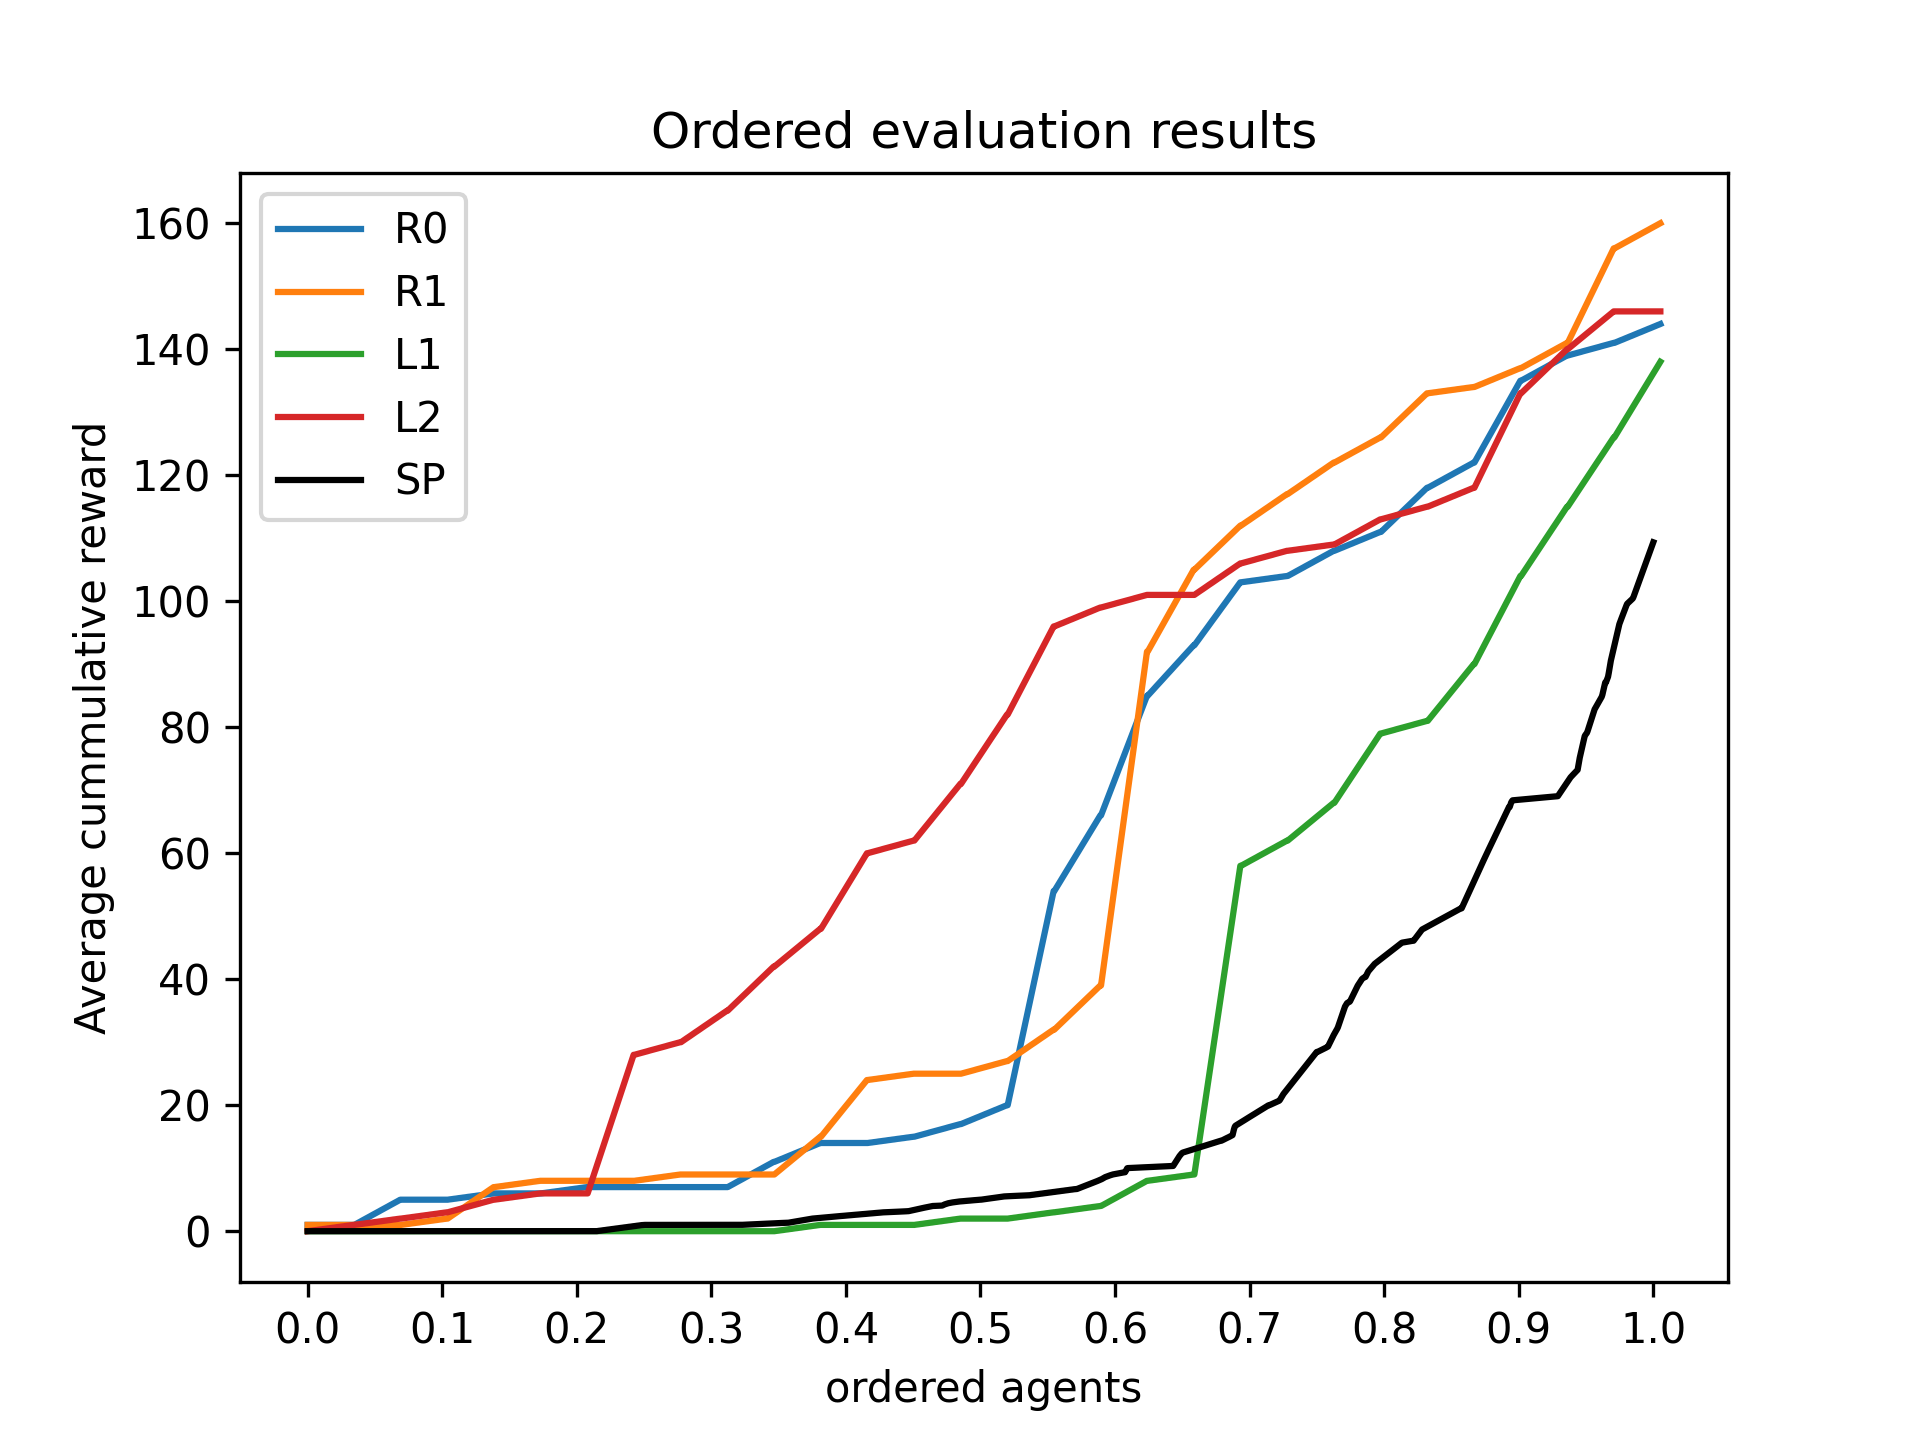 Ordered evaluation results
R0
R1
L1
L2
SP
Average cummulative reward
160
140
120
100
80
60
40
20
0
0.0 0.1 0.2 0.3 0.4 0.5 0.6 0.7 0.8 0.9 1.0
ordered agents